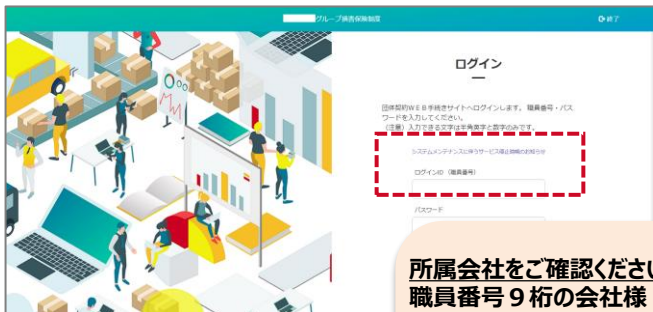 グループ損害保険制度
終了
ログイン
団体契約WEB手続きサイトへログインします。 職員番号・パス
ワードを入力してください。
（注意）入力できる文字は半角英字と数字のみです。
システムメンテナンスに伴うサービス停止情報のお知らせ
ログインID （職員番号）
パスワード
所属会社をご確認ください
職員番号９桁の会社様